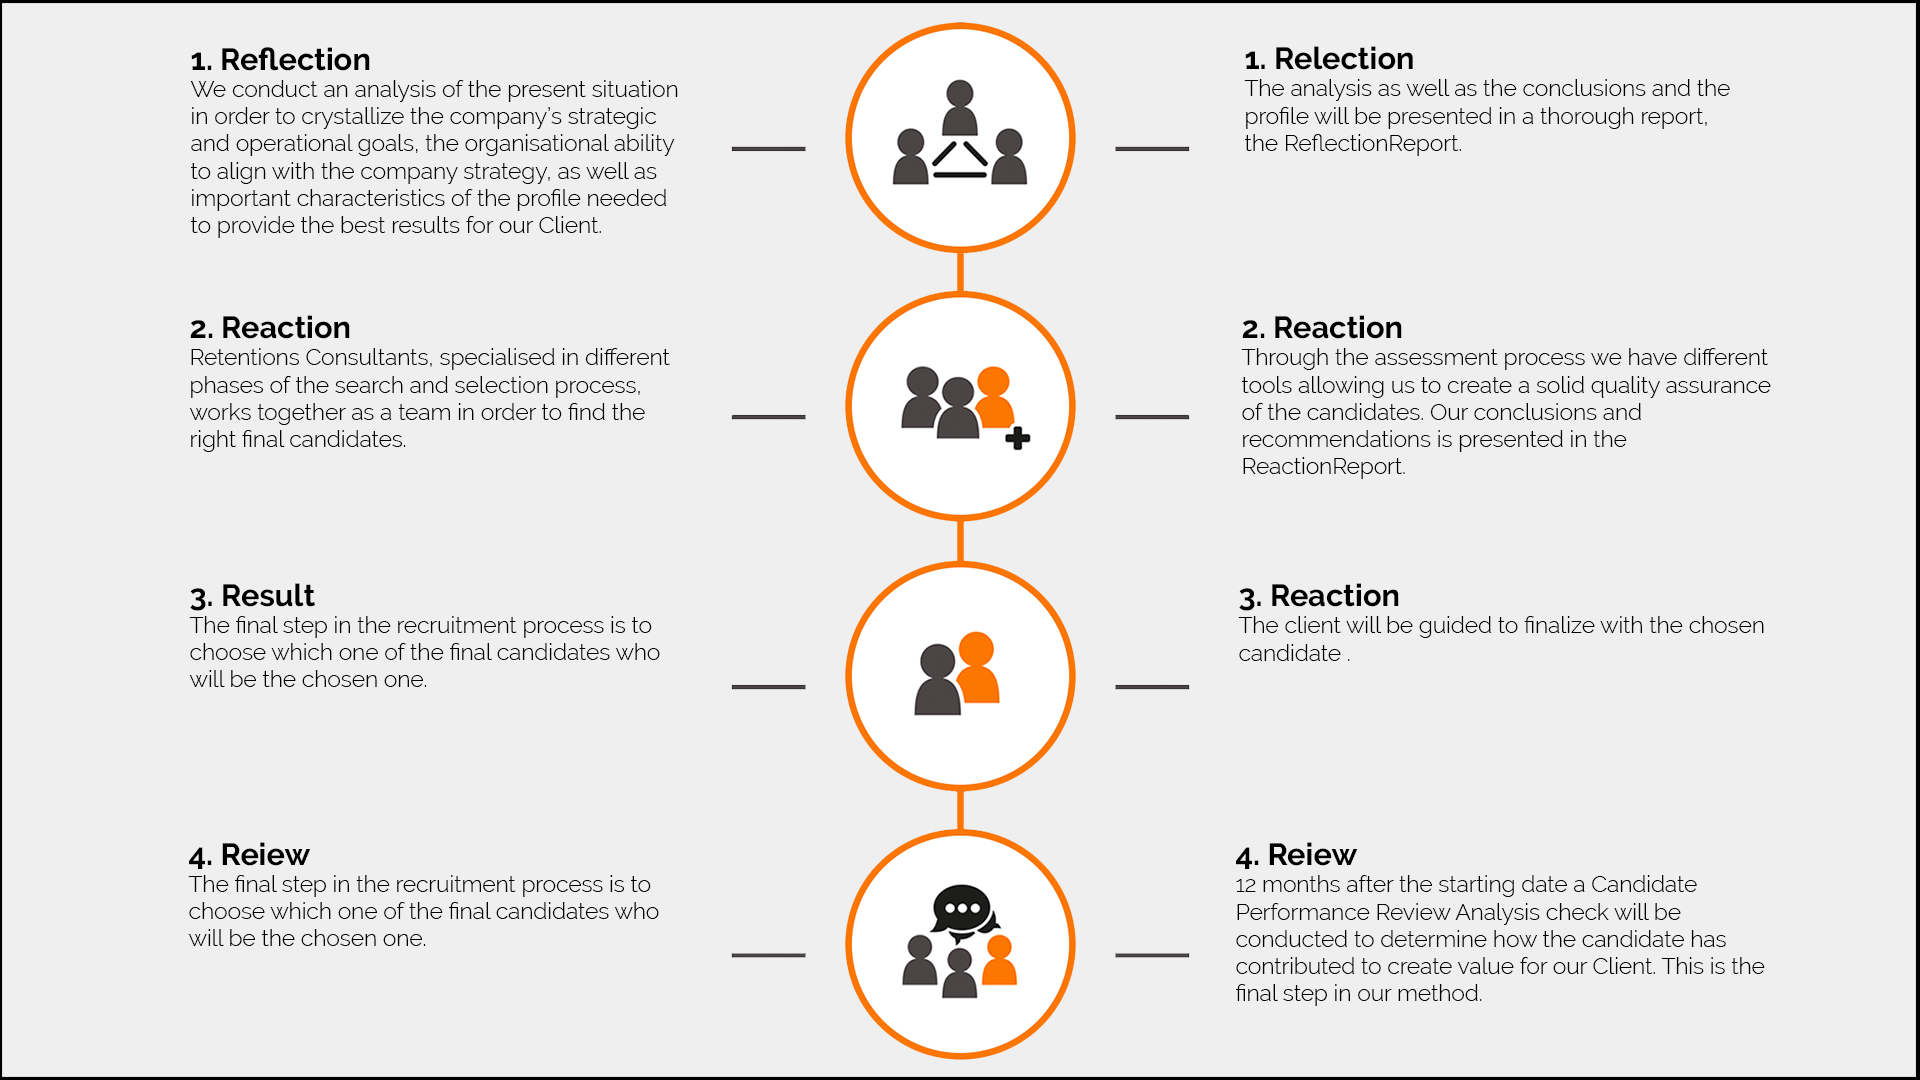 1. Reflection
We conduct an analysis of the present situation
in order to crystallize the company's strategic
and operational goals, the organisational ability
to align with the company strategy, as well as
important characteristics of the profile needed
to provide the best results for our Client.
1. Relection
The analysis as well as the conclusions and the
profile will be presented in a thorough report,
the ReflectionReport.
2. Reaction
Retentions Consultants, specialised in different
phases of the search and selection process,
works together as a team in order to find the
right final candidates.
2. Reaction
Through the assessment process we have different
tools allowing us to create a solid quality assurance
of the candidates. Our conclusions and
recommendations is presented in the
ReactionReport.
3. Result
The final step in the recruitment process is to
choose which one of the final candidates who
will be the chosen one.
3. Reaction
The client will be guided to finalize with the chosen
candidate .
4. Reiew
The final step in the recruitment process is to
choose which one of the final candidates who
will be the chosen one.
4. Reiew
12 months after the starting date a Candidate
Performance Review Analysis check will be
conducted to determine how the candidate has
contributed to create value for our Client. This is the
final step in our method.